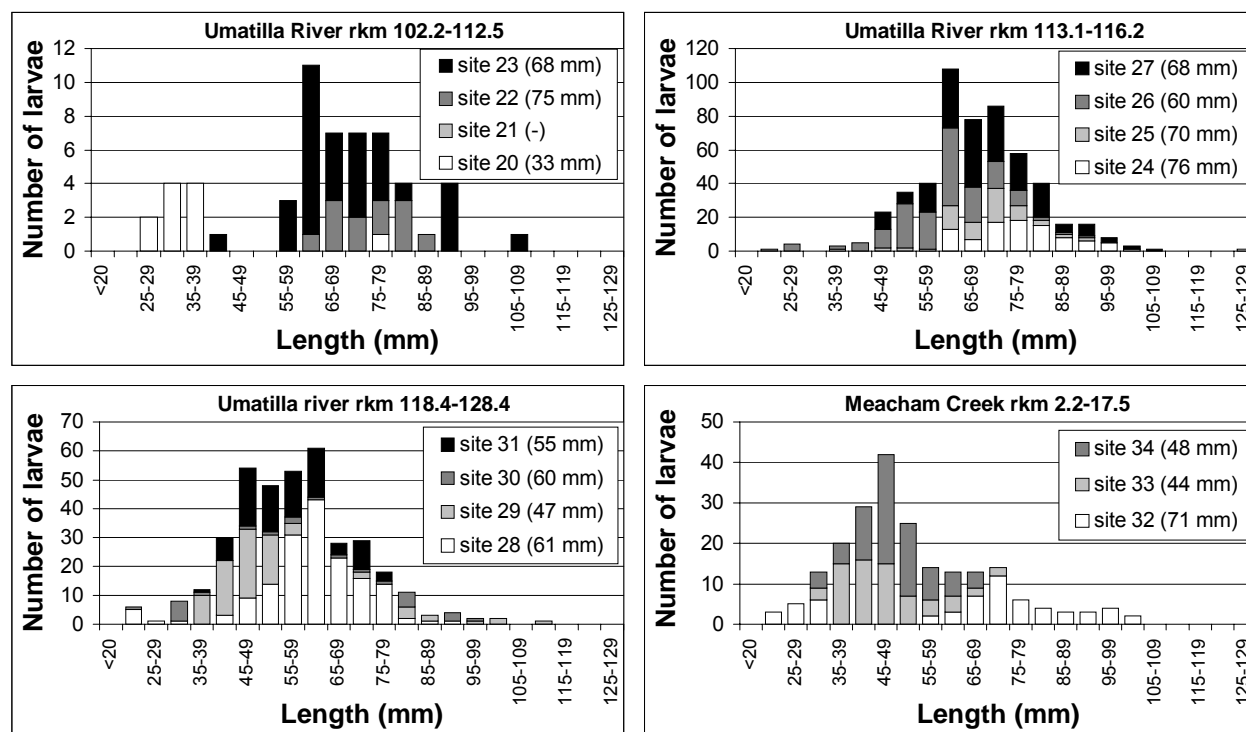 Umatilla River rkm 102.2-112.5
Number of larvae
12
10
8
6
4
2
0
site 23 (68 mm)
site 22 (75 mm)
site 21 (-)
site 20 (33 mm)
<20
25-29
35-39
45-49
55-59
65-69
75-79
85-89
95-99
105-109
115-119
125-129
Length (mm)
Umatilla River rkm 113.1-116.2
Number of larvae
120
100
80
60
40
20
0
site 27 (68 mm)
site 26 (60 mm)
site 25 (70 mm)
site 24 (76 mm)
<20
25-29
35-39
45-49
55-59
65-69
75-79
85-89
95-99
105-109
115-119
125-129
Length (mm)
Umatilla river rkm 118.4-128.4
Number of larvae
70
60
50
40
30
20
10
0
site 31 (55 mm)
site 30 (60 mm)
site 29 (47 mm)
site 28 (61 mm)
<20
25-29
35-39
45-49
55-59
65-69
75-79
85-89
95-99
105-109
115-119
125-129
Length (mm)
Meacham Creek rkm 2.2-17.5
Number of larvae
50
40
30
20
10
0
site 34 (48 mm)
site 33 (44 mm)
site 32 (71 mm)
<20
25-29
35-39
45-49
55-59
65-69
75-79
85-89
95-99
105-109
115-119
125-129
Length (mm)